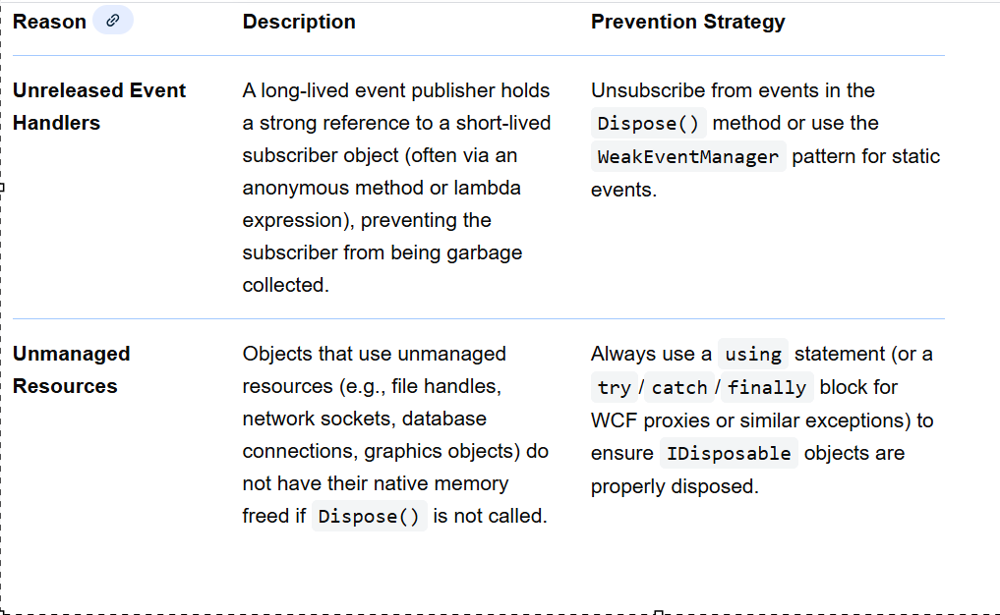 Reason Description Prevention Strategy
Unreleased Event
Handlers
A long-lived event publisher holds
a strong reference to a short-lived
subscriber object (often via an
anonymous method or lambda
expression), preventing the
subscriber from being garbage
collected.
Unsubscribe from events in the
Dispose() method or use the
WeakEventManager pattern for static
events.
Unmanaged
Resources
Objects that use unmanaged
resources (e.g., file handles,
network sockets, database
connections, graphics objects) do
not have their native memory
freed if Dispose() is not called.
Always use a using statement (or a
try / catch / finally block for
WCF proxies or similar exceptions) to
ensure IDisposable objects are
properly disposed.